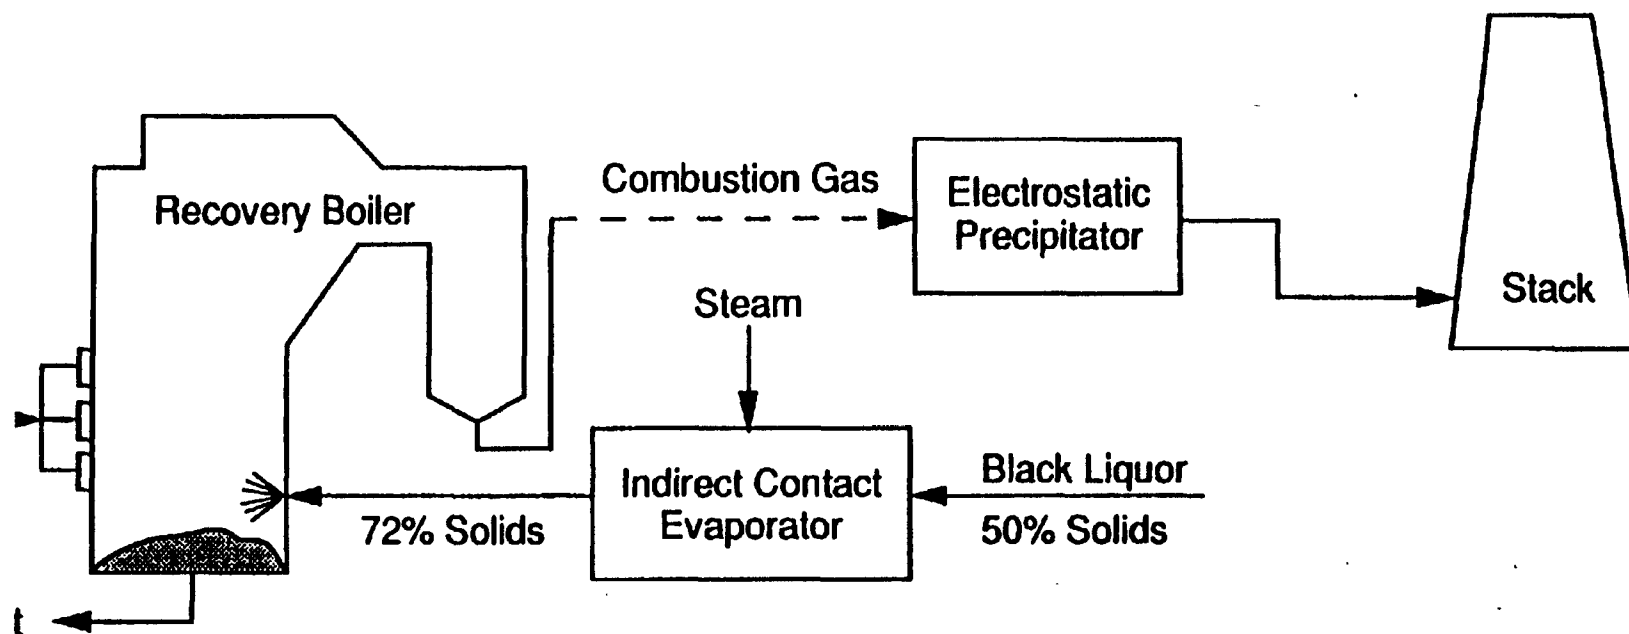 Combustion Gas
Recovery Boiler
Electrostatic
Precipitator
Stack
Steam
Indirect Contact
Evaporator
Black Liquor
50% Solids
72% Solids
t